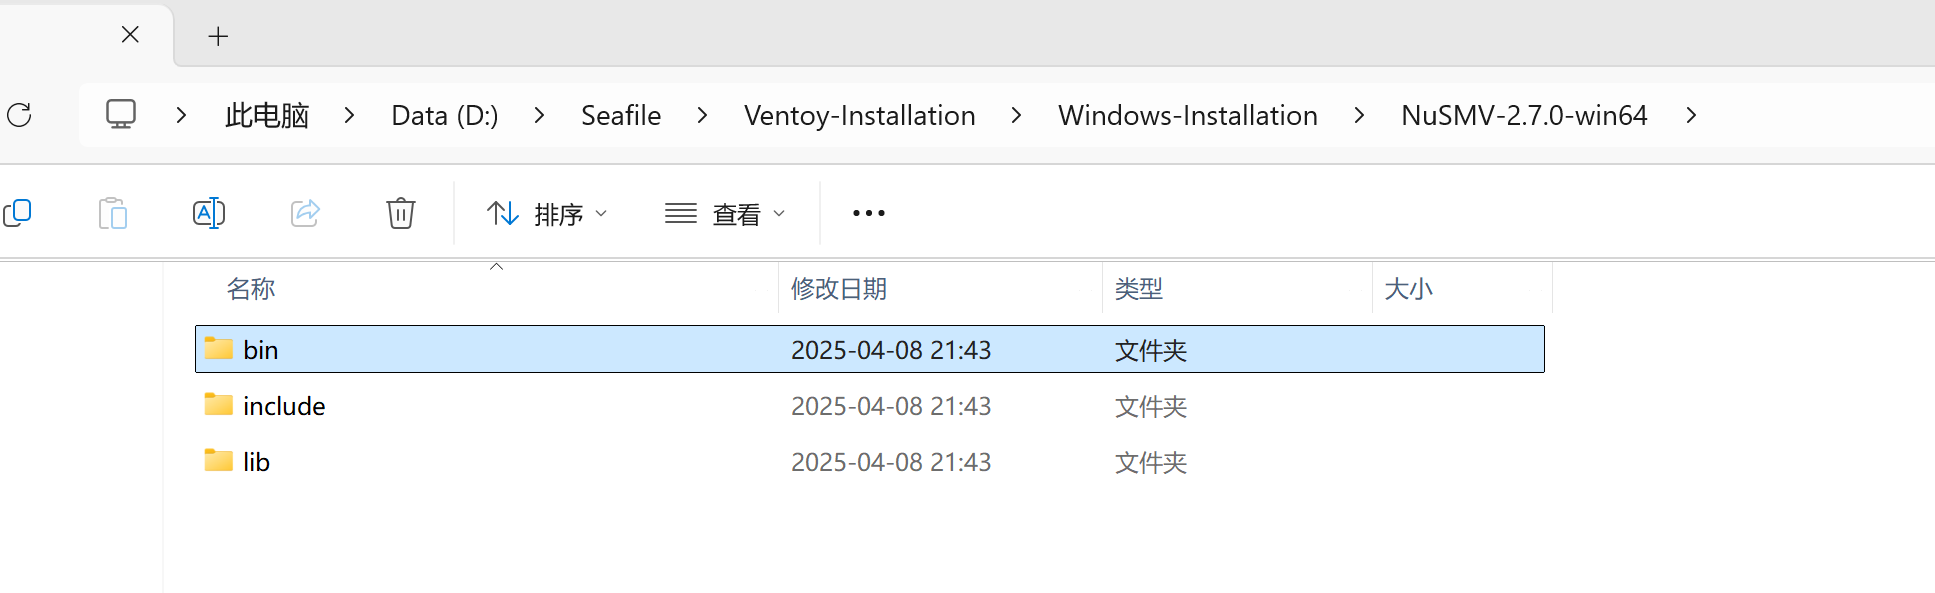 此电脑 > Data (D:) > Seafile > Ventoy-Installation > Windows-Installation > NuSMV-2.7.0-win64 >
排序 查看
名称 修改日期 类型 大小
bin 2025-04-08 21:43 文件夹
include 2025-04-08 21:43 文件夹
lib 2025-04-08 21:43 文件夹